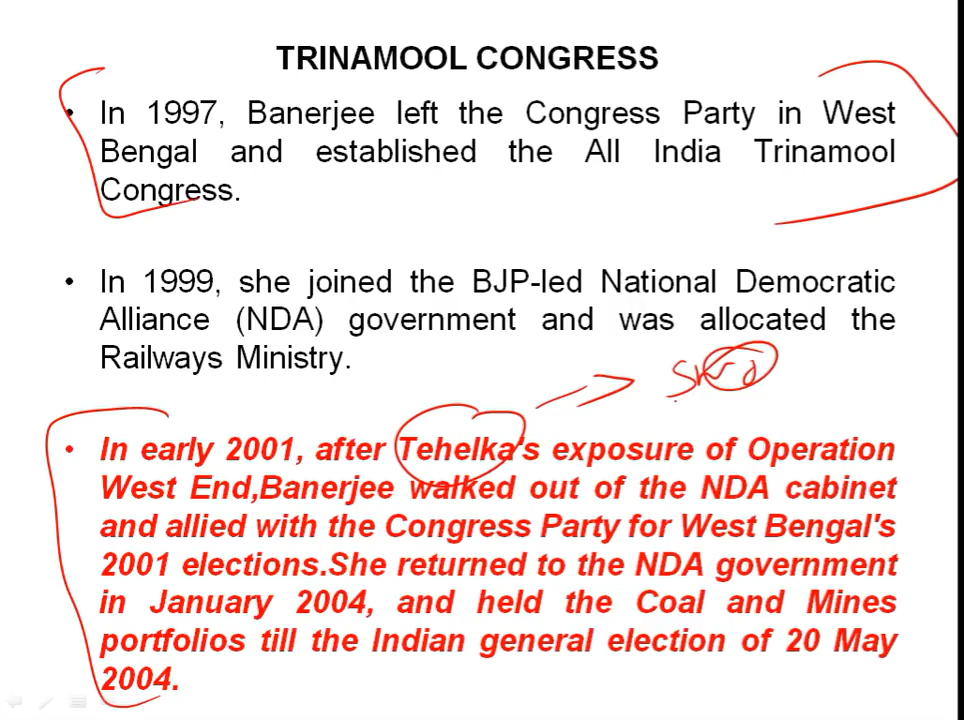 TRINAMOOL CONGRESS
• In 1997, Banerjee left the Congress Party in West
Bengal and established the All India Trinamool
Congress.
• In 1999, she joined the BJP-led National Democratic
Alliance (NDA) government and was allocated the
Railways Ministry.
• In early 2001, after Tehelka's exposure of Operation
West End,Banerjee walked out of the NDA cabinet
and allied with the Congress Party for West Bengal's
2001 elections.She returned to the NDA government
in January 2004, and held the Coal and Mines
portfolios till the Indian general election of 20 May
2004.